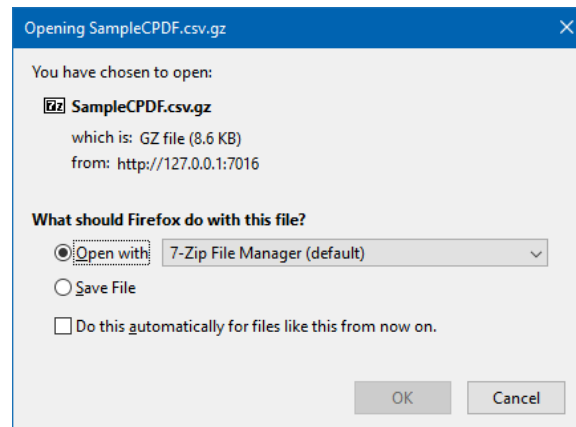 Opening SampleCPDF.csv.gz
You have chosen to open:
7z SampleCPDF.csv.gz
which is: GZ file (8.6 KB)
from: http://127.0.0.1:7016
What should Firefox do with this file?
Open with 7-Zip File Manager (default)
Save File
Do this automatically for files like this from now on.
OK Cancel